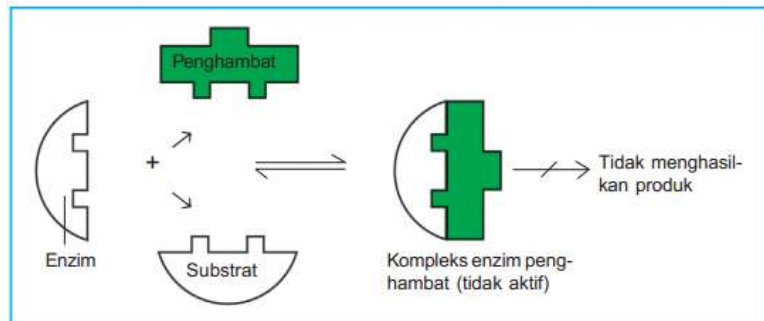 Penghambat
+
Enzim
Substrat
Kompleks enzim peng-
hambat (tidak aktif)
Tidak menghasil-
kan produk